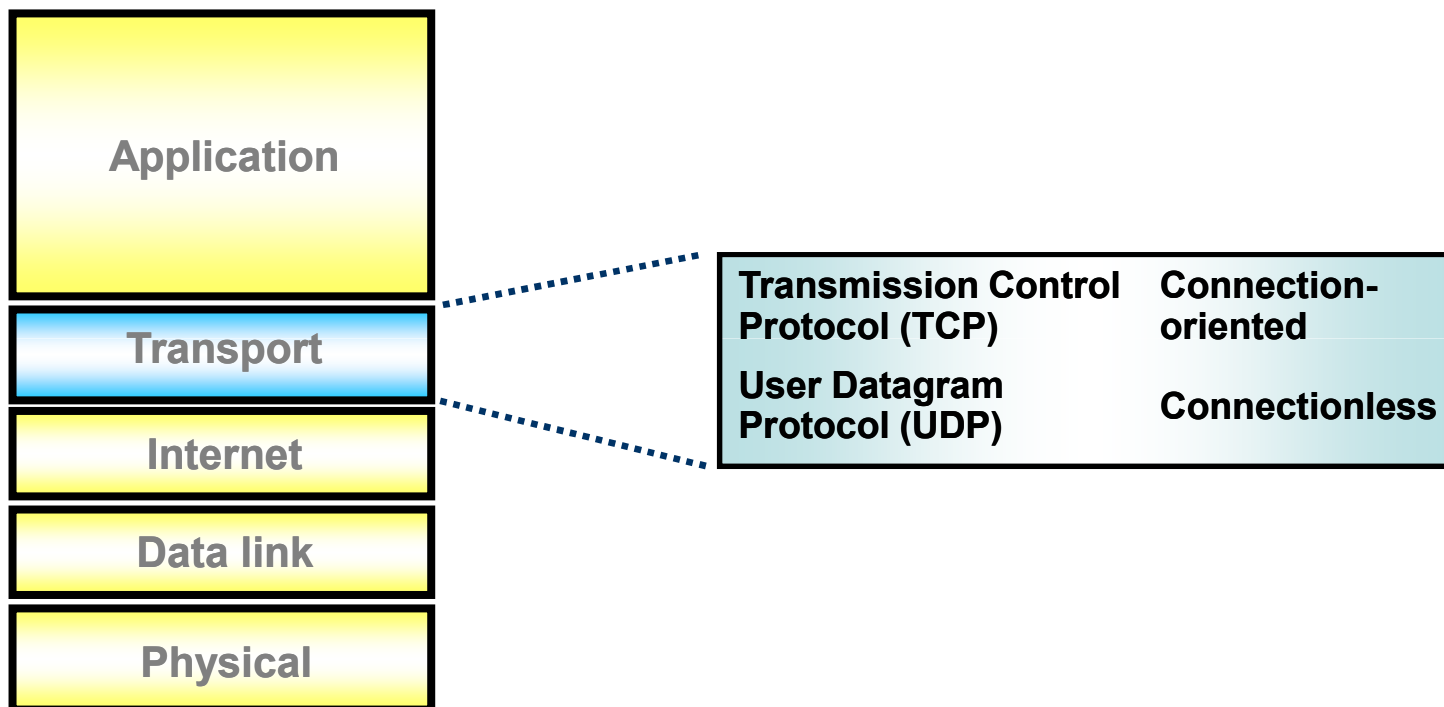 Application
Transport
Internet
Data link
Physical
Transmission Control
Protocol (TCP)
Connection-
oriented
User Datagram
Protocol (UDP)
Connectionless